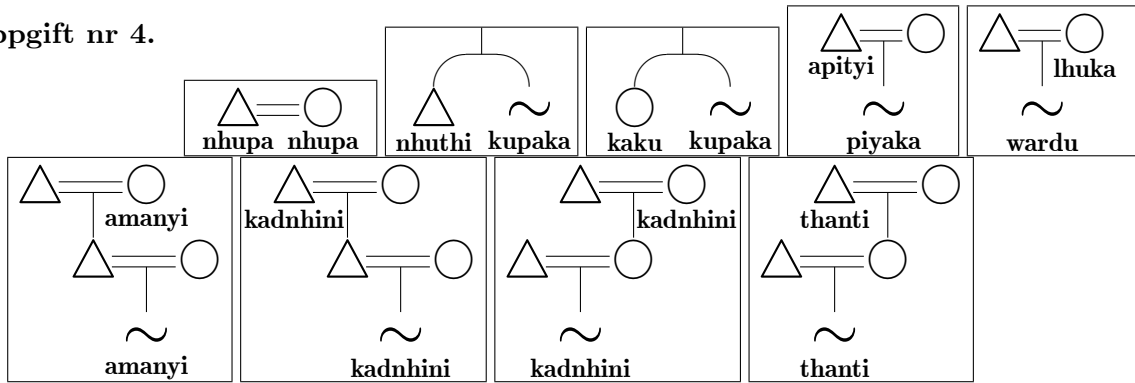 ppgift nr 4.
apityi
lhuka
nhupa nhupa
nhuthi kupaka
kaku kupaka
piyaka
wardu
amanyi
kadnhini
kadnhini
thanti
amanyi
kadnhini
kadnhini
thanti